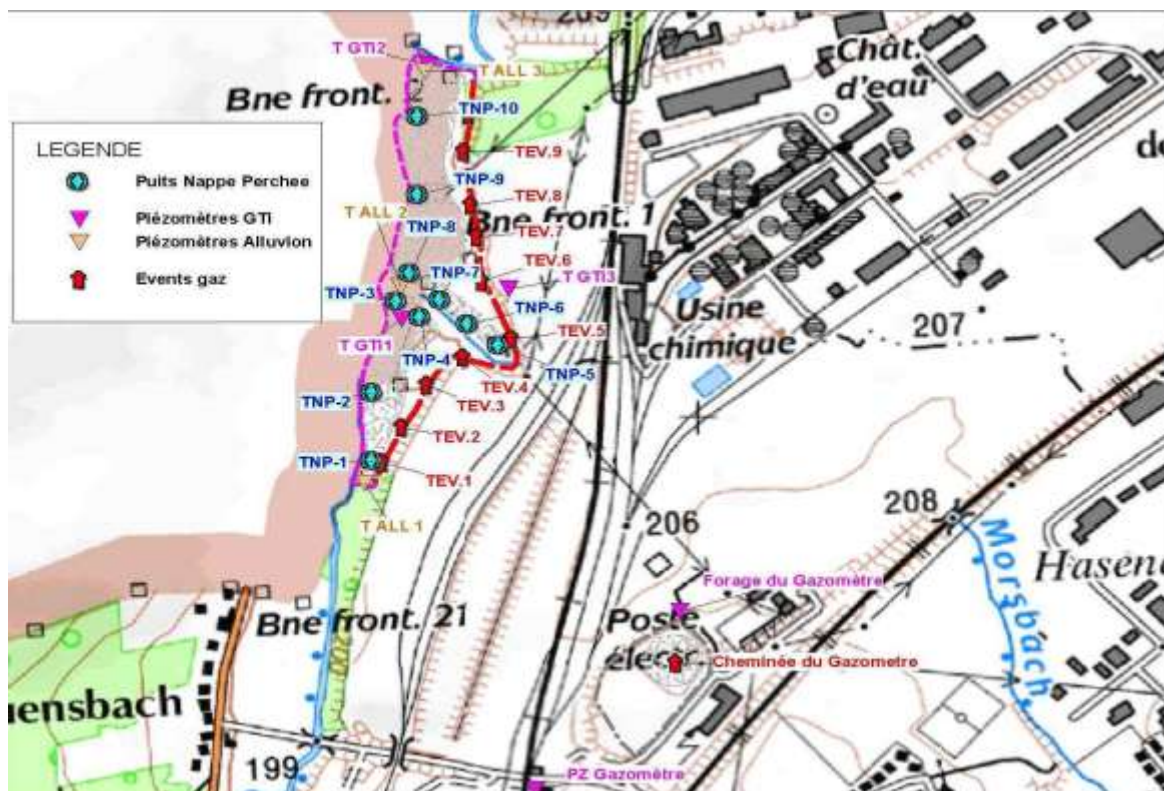 209
T GTI2
Chât.
d'eau
T ALL 3
Bne front. 2
TNP-10
LEGENDE
TEV.9
Puits Nappe Perchee
TNP-9
TEV.8
Piézomètres GTI
T ALL 2
Bne front. 1
TNP-8
TEV.7
Piézomètres Alluvion
TNP-7
TEV.6
Events gaz
T GTI3
TNP-3
TNP-6
Usine
chimique
207
TEV.5
T GTI1
TNP-4
TNP-5
TEV.4
TNP-2
TEV.3
TEV.2
TNP-1
TEV.1
208
T ALL 1
206
Morsbach
Forage du Gazomètre
Bne front. 21
Poste
élect.
Cheminée du Gazometre
uensbach
199
PZ Gazomètre